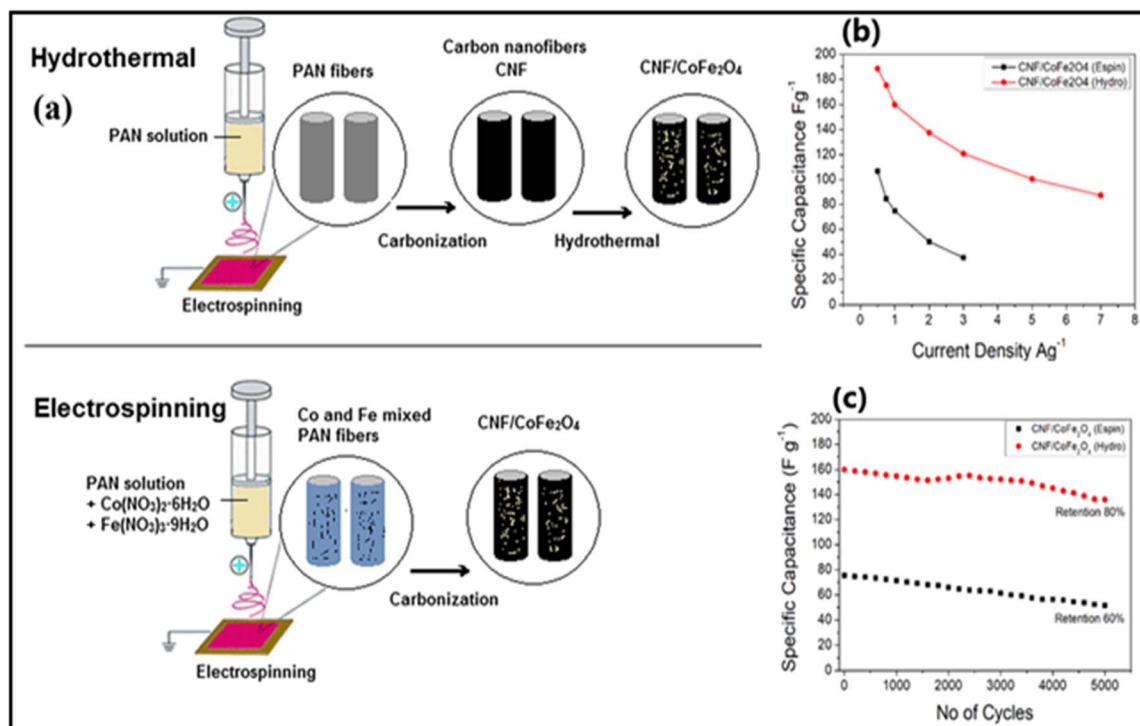 Hydrothermal
(a)
PAN solution
PAN fibers
Carbon nanofibers
CNF
CNF/CoFe₂O₄
Carbonization
Hydrothermal
Electrospinning
Electrospinning
PAN solution
+ Co(NO₃)₂·6H₂O
+ Fe(NO₃)₃·9H₂O
Co and Fe mixed
PAN fibers
CNF/CoFe₂O₄
Carbonization
Electrospinning
(b)
CNF/CoFe2O4 (Espin)
CNF/CoFe2O4 (Hydro)
Specific Capacitance Fg⁻¹
200
180
160
140
120
100
80
60
40
20
0
0 1 2 3 4 5 6 7 8
Current Density Ag⁻¹
(c)
CNF/CoFe₂O₄ (Espin)
CNF/CoFe₂O₄ (Hydro)
Specific Capacitance (F g⁻¹)
200
180
160
140
120
100
80
60
40
20
0
Retention 80%
Retention 60%
0 1000 2000 3000 4000 5000
No of Cycles